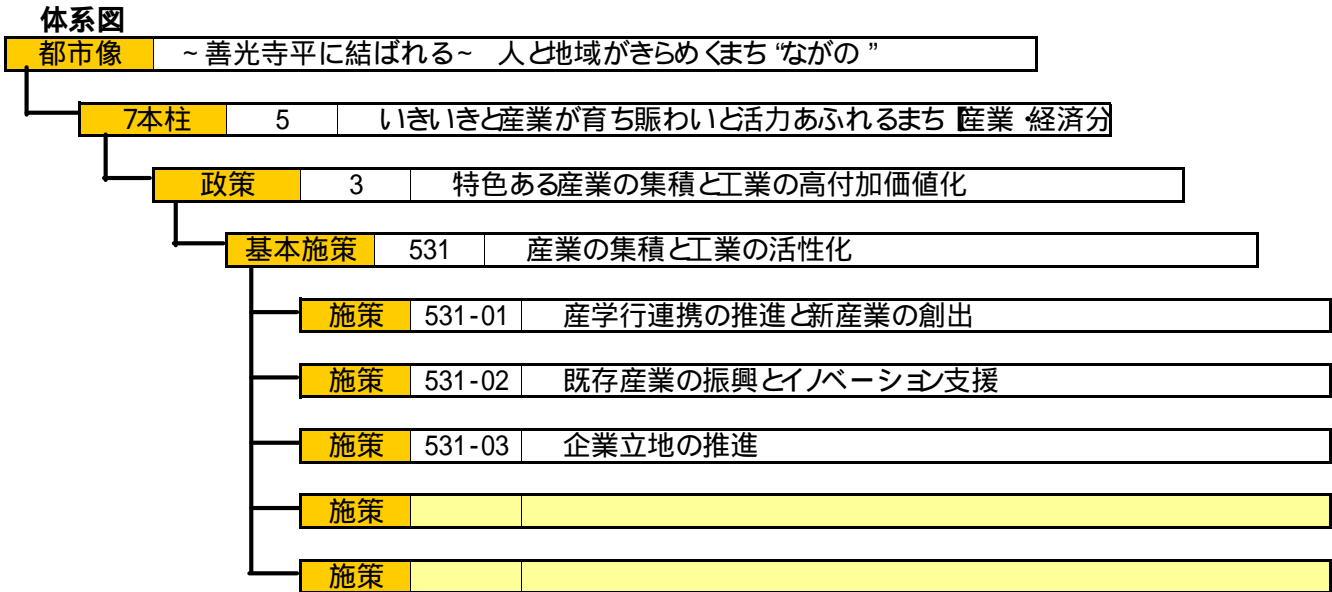 体系図
都市像 ~善光寺平に結ばれる~ 人と地域がきらめくまち“ながの”
7本柱 5 いきいきと産業が育ち賑わいと活力あふれるまち【産業・経済分
政策 3 特色ある産業の集積と工業の高付加価値化
基本施策 531 産業の集積と工業の活性化
施策 531-01 産学行連携の推進と新産業の創出
施策 531-02 既存産業の振興とイノベーション支援
施策 531-03 企業立地の推進
施策
施策